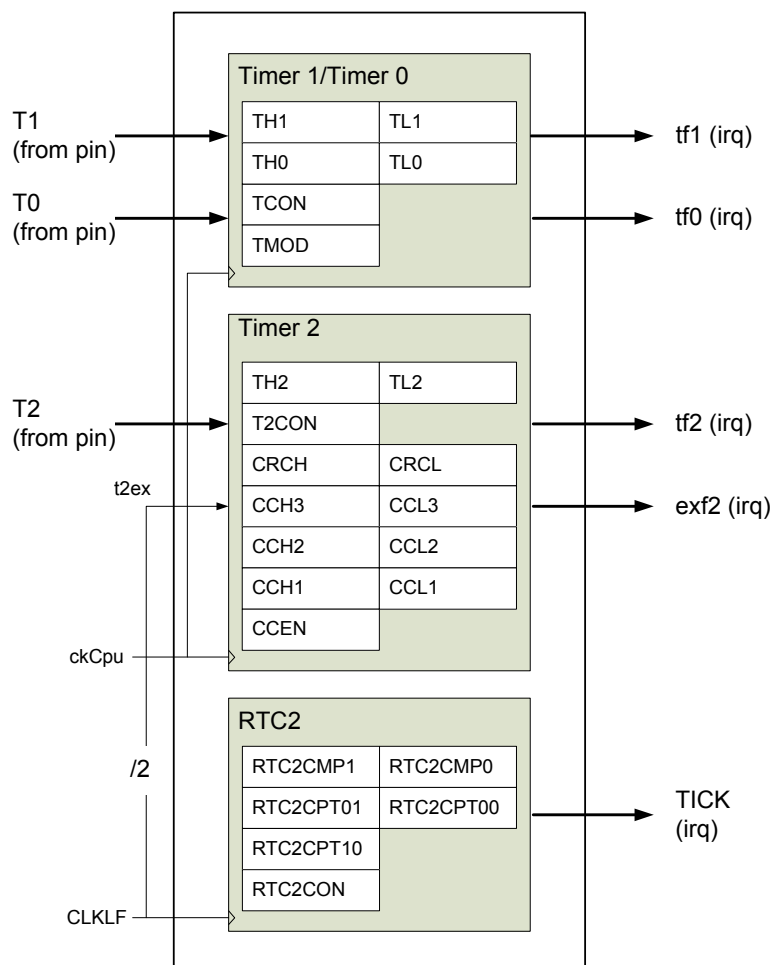 Timer 1/Timer 0
T1
(from pin)
TH1 TL1
tf1 (irq)
TH0 TL0
T0
(from pin)
TCON
tf0 (irq)
TMOD
Timer 2
TH2 TL2
T2
(from pin)
T2CON
tf2 (irq)
CRCH CRCL
t2ex
CCH3 CCL3
exf2 (irq)
CCH2 CCL2
CCH1 CCL1
CCEN
ckCpu
RTC2
/2
RTC2CMP1 RTC2CMP0
RTC2CPT01 RTC2CPT00
TICK
(irq)
RTC2CPT10
RTC2CON
CLKLF